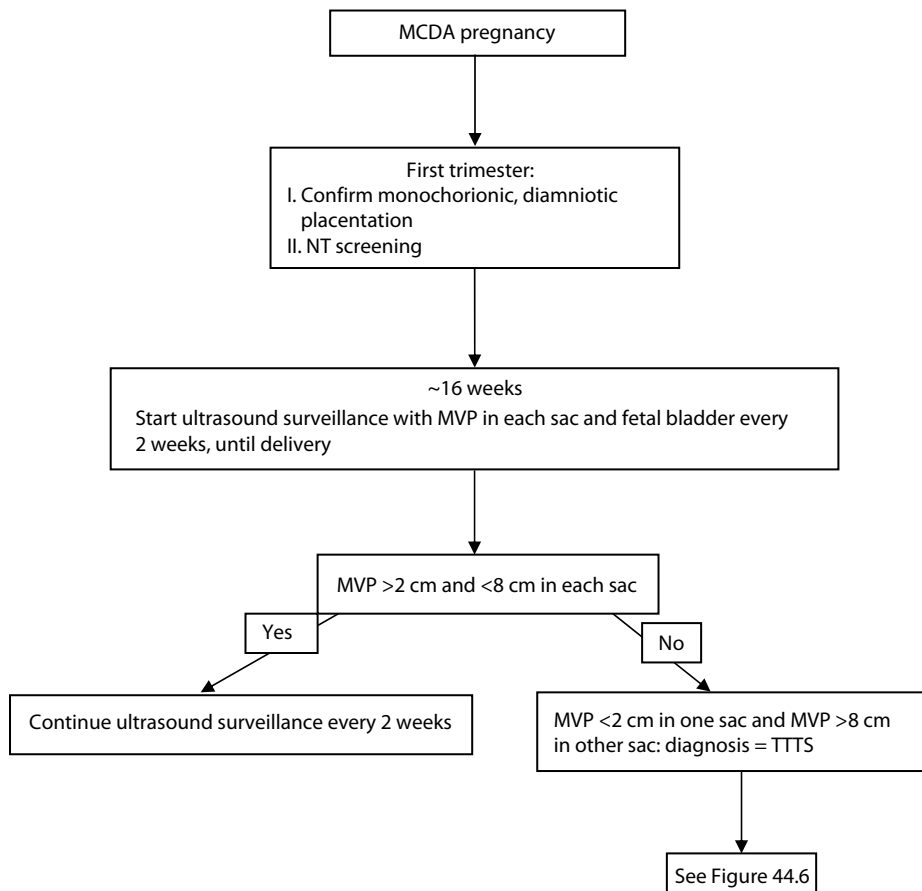 MCDA pregnancy
First trimester:
I. Confirm monochorionic, diamniotic
placentation
II. NT screening
~16 weeks
Start ultrasound surveillance with MVP in each sac and fetal bladder every
2 weeks, until delivery
MVP >2 cm and <8 cm in each sac
Yes
No
Continue ultrasound surveillance every 2 weeks
MVP <2 cm in one sac and MVP >8 cm
in other sac: diagnosis = TTTS
See Figure 44.6